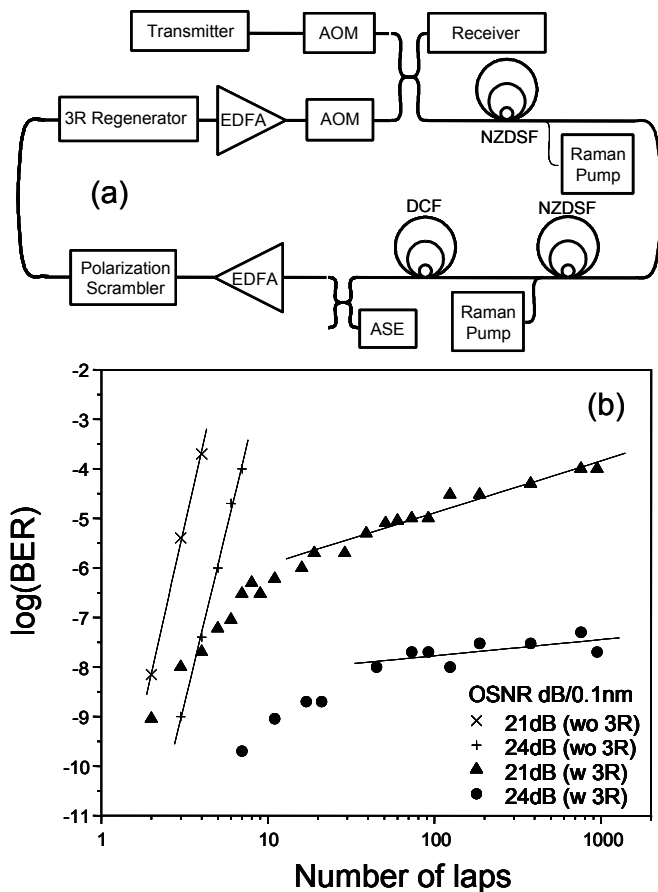 Transmitter
AOM
Receiver
3R Regenerator
EDFA
AOM
NZDSF
Raman
Pump
(a)
DCF
NZDSF
Polarization
Scrambler
EDFA
ASE
Raman
Pump
(b)
log(BER)
-2
-3
-4
-5
-6
-7
-8
-9
-10
-11
OSNR dB/0.1nm
× 21dB (wo 3R)
+ 24dB (wo 3R)
▲ 21dB (w 3R)
● 24dB (w 3R)
1 10 100 1000
Number of laps